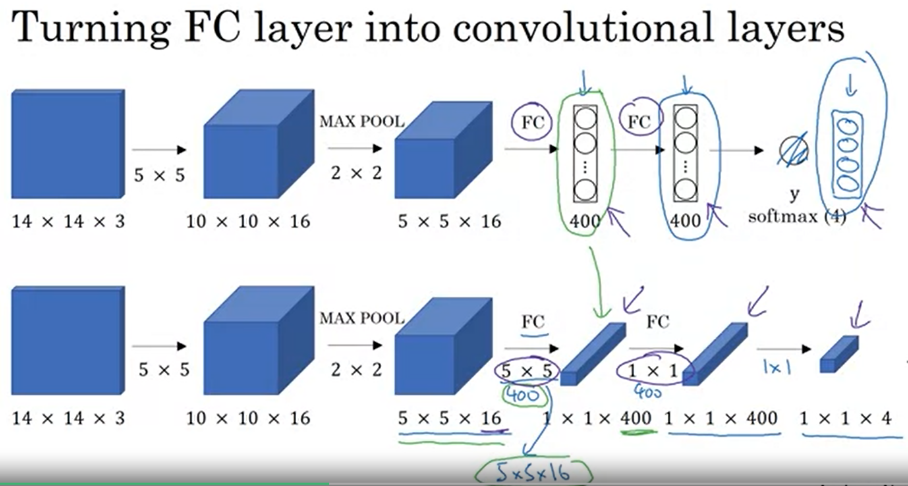 Turning FC layer into convolutional layers
MAX POOL
FC
FC
5 × 5
2 × 2
⋮
⋮
y
14 × 14 × 3
10 × 10 × 16
5 × 5 × 16
400
400
softmax (4)
MAX POOL
FC
FC
5 × 5
2 × 2
5 × 5
1 × 1
1×1
400
400
14 × 14 × 3
10 × 10 × 16
5 × 5 × 16
1 × 1 × 400
1 × 1 × 400
1 × 1 × 4
5×5×16